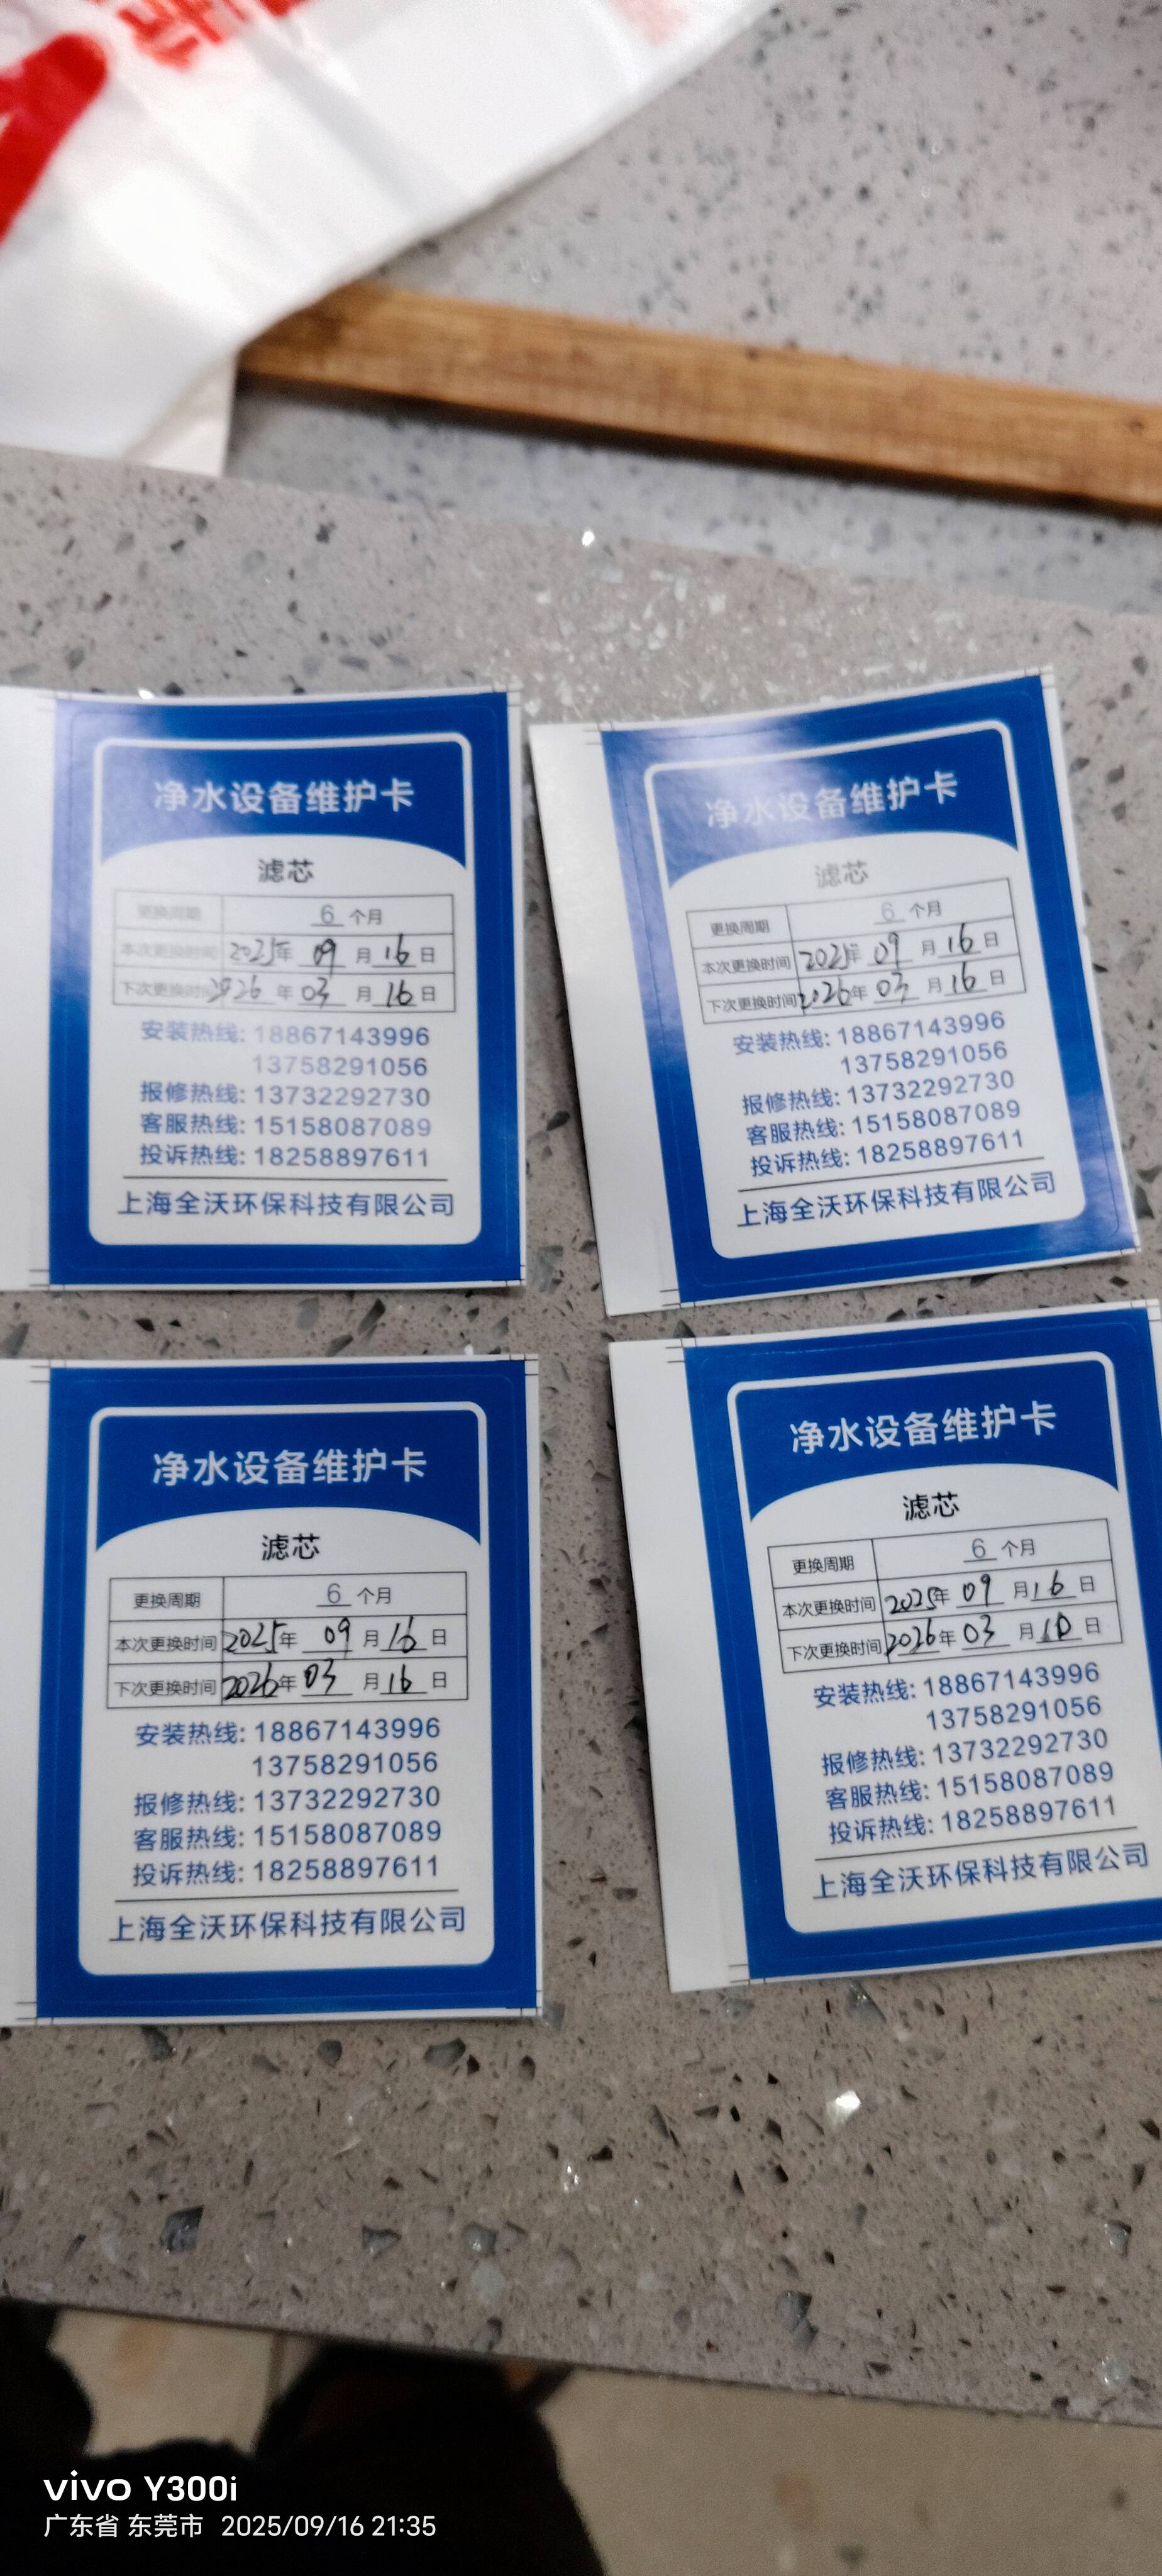 净水设备维护卡
滤芯
更换周期 6 个月
本次更换时间 2025年 09 月 16 日
下次更换时间 2026 年 03 月 16 日
安装热线: 18867143996
13758291056
报修热线: 13732292730
客服热线: 15158087089
投诉热线: 18258897611
上海全沃环保科技有限公司
净水设备维护卡
滤芯
更换周期 6 个月
本次更换时间 2025年 09 月 16 日
下次更换时间 2026年 03 月 16 日
安装热线: 18867143996
13758291056
报修热线: 13732292730
客服热线: 15158087089
投诉热线: 18258897611
上海全沃环保科技有限公司
净水设备维护卡
滤芯
更换周期 6 个月
本次更换时间 2025年 09 月 16 日
下次更换时间 2026年 03 月 16 日
安装热线: 18867143996
13758291056
报修热线: 13732292730
客服热线: 15158087089
投诉热线: 18258897611
上海全沃环保科技有限公司
净水设备维护卡
滤芯
更换周期 6 个月
本次更换时间 2025年 09 月 16 日
下次更换时间 2026年 03 月 日
安装热线: 18867143996
13758291056
报修热线: 13732292730
客服热线: 15158087089
投诉热线: 18258897611
上海全沃环保科技有限公司
vivo Y300i
广东省 东莞市 2025/09/16 21:35